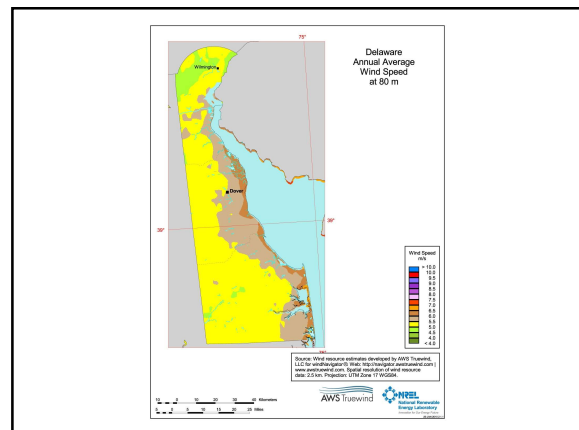 75°
Delaware
Annual Average
Wind Speed
at 80 m
Wilmington
Dover
39°
39°
Wind Speed
m/s
> 10.0
10.0
9.5
9.0
8.5
8.0
7.5
7.0
6.5
6.0
5.5
5.0
4.5
4.0
< 4.0
75°
Source: Wind resource estimates developed by AWS Truewind,
LLC for windNavigator®. Web: http://navigator.awstruewind.com |
www.awstruewind.com. Spatial resolution of wind resource
data: 2.5 km. Projection: UTM Zone 17 WGS84.
10 0 10 20 30 40 Kilometers
5 0 5 10 15 20 25 Miles
AWS Truewind
NREL
National Renewable
Energy Laboratory